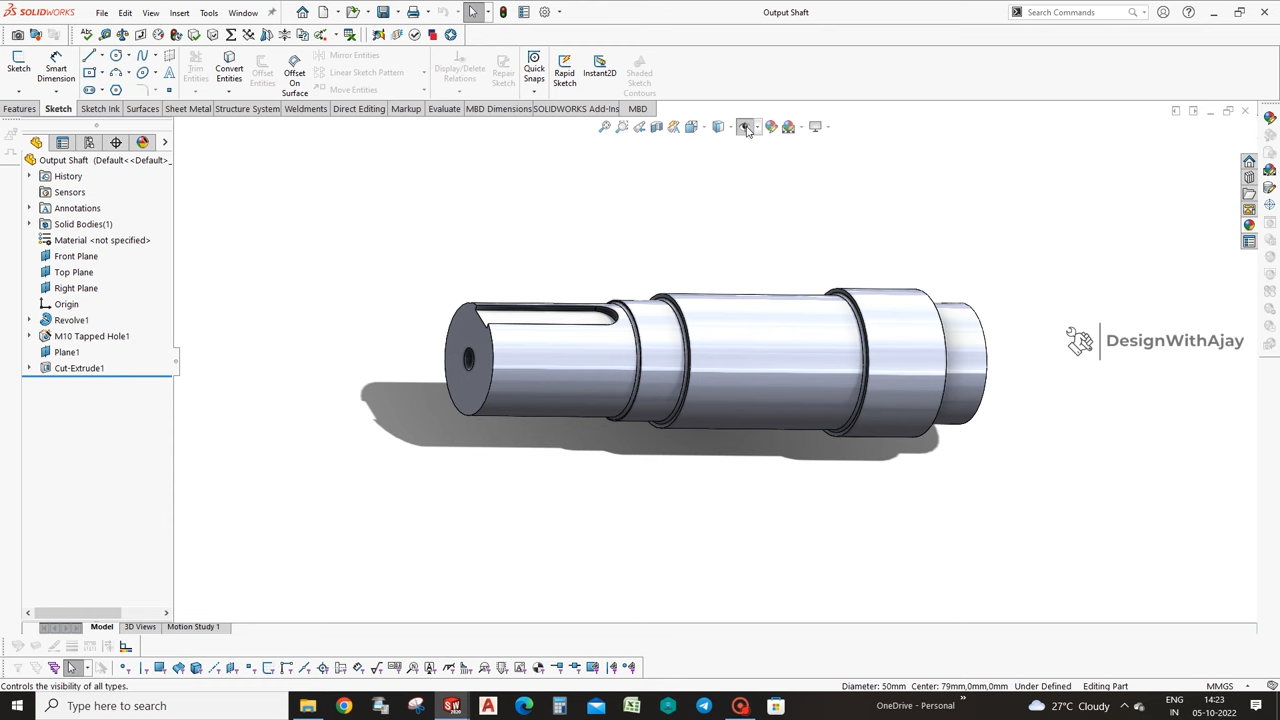 SOLIDWORKS File Edit View Insert Tools Window Output Shaft Search Commands
Sketch Smart Dimension Trim Entities Convert Entities Offset Entities Offset On Surface Mirror Entities Linear Sketch Pattern Move Entities Display/Delete Relations Repair Sketch Quick Snaps Rapid Sketch Instant2D Shaded Sketch Contours
Features Sketch Sketch Ink Surfaces Sheet Metal Structure System Weldments Direct Editing Markup Evaluate MBD Dimensions SOLIDWORKS Add-Ins MBD
Output Shaft (Default<<Default>_
History
Sensors
Annotations
Solid Bodies(1)
Material <not specified>
Front Plane
Top Plane
Right Plane
Origin
Revolve1
M10 Tapped Hole1
Plane1
Cut-Extrude1
DesignWithAjay
Model 3D Views Motion Study 1
Controls the visibility of all types. Diameter: 50mm Center: 79mm,0mm,0mm Under Defined Editing Part MMGS
Type here to search OneDrive - Personal 27°C Cloudy ENG IN 14:23 05-10-2022